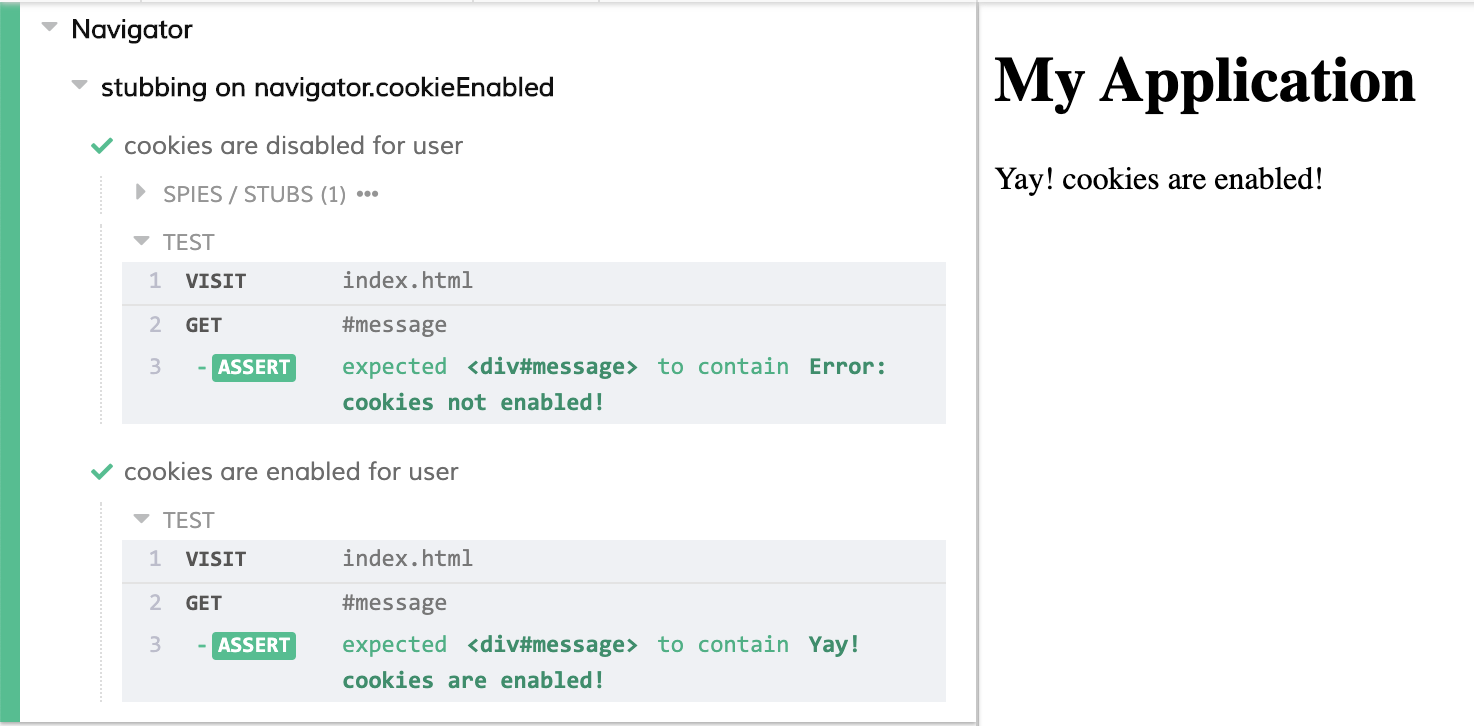 Navigator
stubbing on navigator.cookieEnabled
cookies are disabled for user
SPIES / STUBS (1) •••
TEST
1 VISIT index.html
2 GET #message
3 - ASSERT expected <div#message> to contain Error:
cookies not enabled!
cookies are enabled for user
TEST
1 VISIT index.html
2 GET #message
3 - ASSERT expected <div#message> to contain Yay!
cookies are enabled!
My Application
Yay! cookies are enabled!